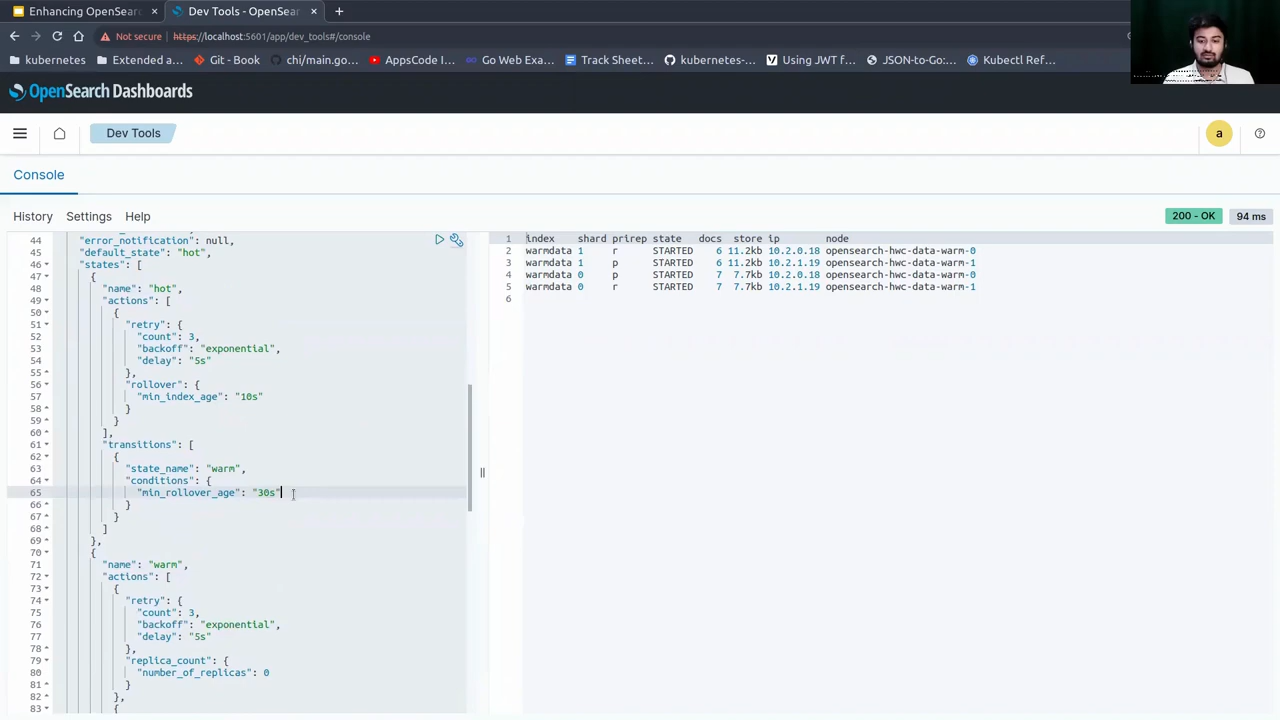 Enhancing OpenSearc
Dev Tools - OpenSear
Not secure
https://localhost:5601/app/dev_tools#/console
kubernetes
Extended a...
Git - Book
chi/main.go...
AppsCode I...
Go Web Exa...
Track Sheet...
kubernetes-...
Using JWT f...
JSON-to-Go:...
Kubectl Ref...
OpenSearch Dashboards
Dev Tools
a
Console
History
Settings
Help
200 - OK
94 ms
44 "error_notification": null,
45 "default_state": "hot",
46 "states": [
47 {
48 "name": "hot",
49 "actions": [
50 {
51 "retry": {
52 "count": 3,
53 "backoff": "exponential",
54 "delay": "5s"
55 },
56 "rollover": {
57 "min_index_age": "10s"
58 }
59 }
60 ],
61 "transitions": [
62 {
63 "state_name": "warm",
64 "conditions": {
65 "min_rollover_age": "30s"
66 }
67 }
68 ]
69 },
70 {
71 "name": "warm",
72 "actions": [
73 {
74 "retry": {
75 "count": 3,
76 "backoff": "exponential",
77 "delay": "5s"
78 },
79 "replica_count": {
80 "number_of_replicas": 0
81 }
82 },
83 {
1 index shard prirep state docs store ip node
2 warmdata 1 r STARTED 6 11.2kb 10.2.0.18 opensearch-hwc-data-warm-0
3 warmdata 1 p STARTED 6 11.2kb 10.2.1.19 opensearch-hwc-data-warm-1
4 warmdata 0 p STARTED 7 7.7kb 10.2.0.18 opensearch-hwc-data-warm-0
5 warmdata 0 r STARTED 7 7.7kb 10.2.1.19 opensearch-hwc-data-warm-1
6